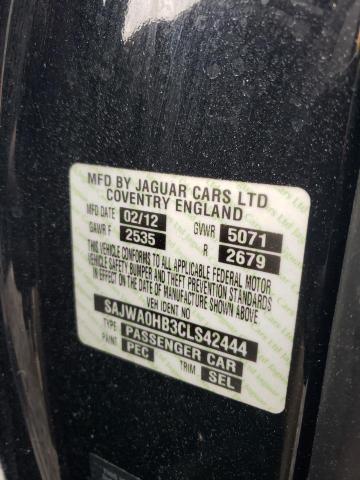 MFD BY JAGUAR CARS LTD
COVENTRY ENGLAND
MFG DATE 02/12 GVWR 5071
GAWR F 2535 R 2679
THIS VEHICLE CONFORMS TO ALL APPLICABLE FEDERAL MOTOR
VEHICLE SAFETY BUMPER AND THEFT PREVENTION STANDARDS
IN EFFECT ON THE DATE OF MANUFACTURE SHOWN ABOVE.
SAJWA0HB3CLS42444
VEH IDENT NO
TYPE PASSENGER CAR
PAINT PEC TRIM SEL